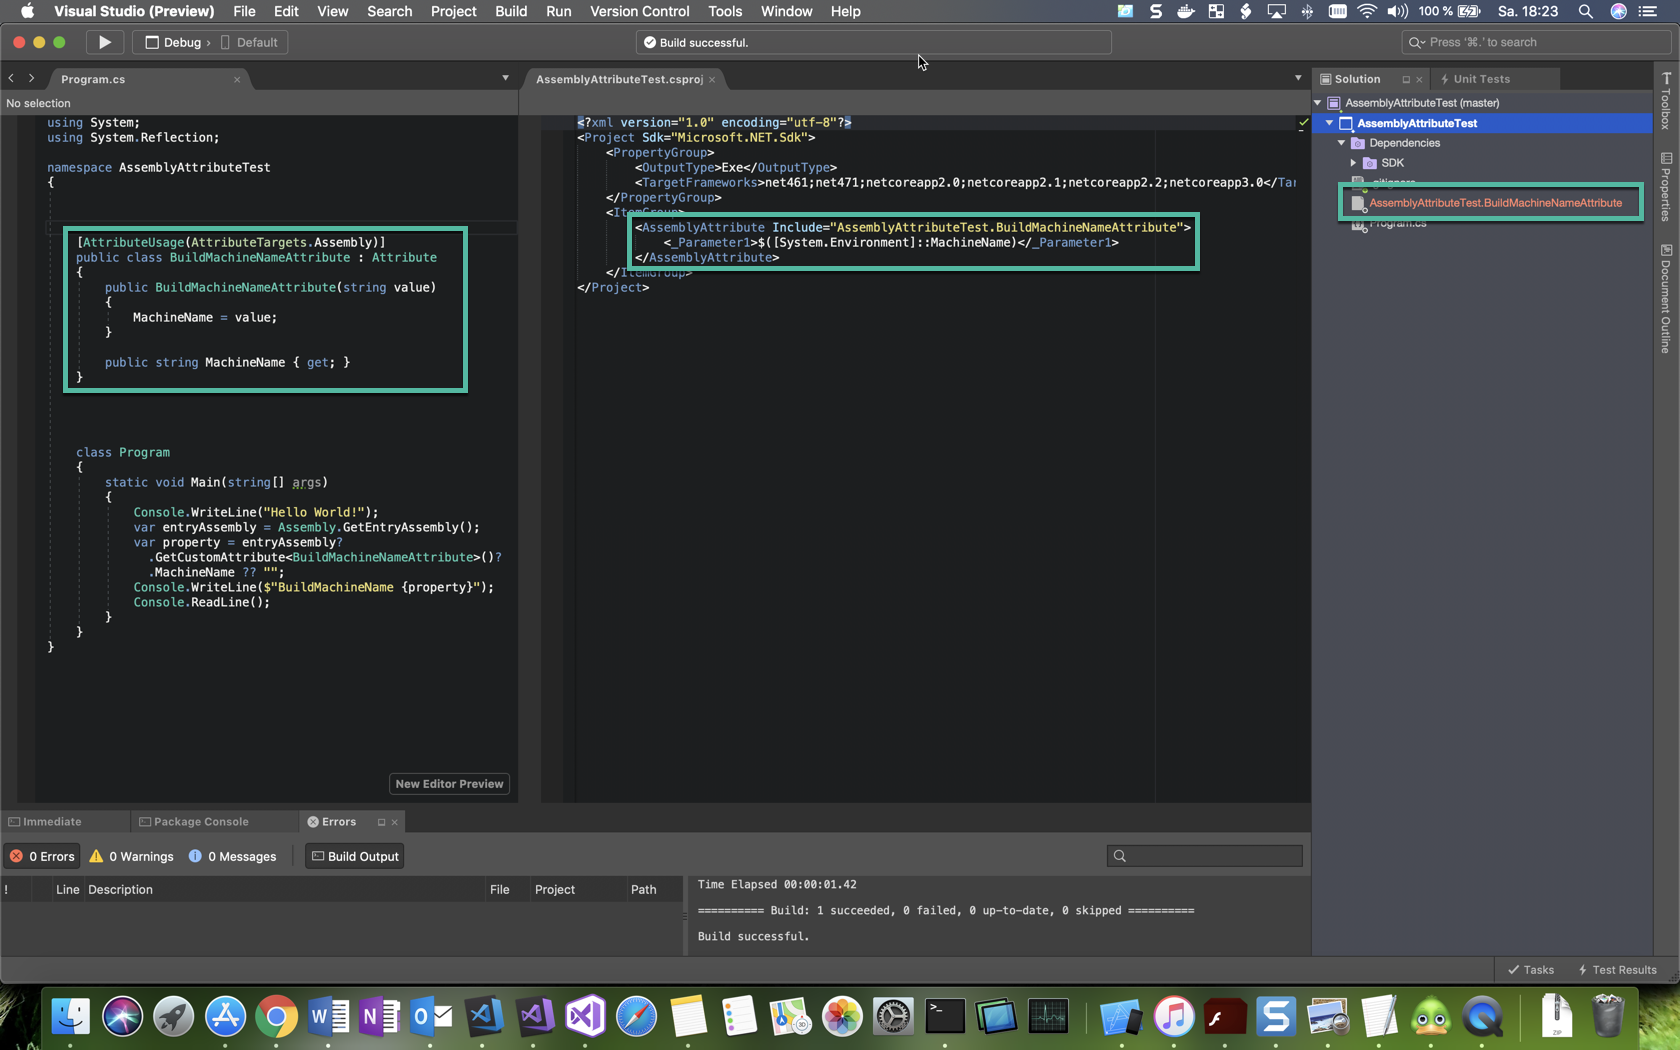 Visual Studio (Preview) File Edit View Search Project Build Run Version Control Tools Window Help 100 % Sa. 18:23
Debug › Default
Build successful.
Press '⌘.' to search
Program.cs
AssemblyAttributeTest.csproj
Solution
Unit Tests
No selection
using System;
using System.Reflection;
namespace AssemblyAttributeTest
{
[AttributeUsage(AttributeTargets.Assembly)]
public class BuildMachineNameAttribute : Attribute
{
public BuildMachineNameAttribute(string value)
{
MachineName = value;
}
public string MachineName { get; }
}
class Program
{
static void Main(string[] args)
{
Console.WriteLine("Hello World!");
var entryAssembly = Assembly.GetEntryAssembly();
var property = entryAssembly?
.GetCustomAttribute<BuildMachineNameAttribute>()?
.MachineName ?? "";
Console.WriteLine($"BuildMachineName {property}");
Console.ReadLine();
}
}
}
New Editor Preview
<?xml version="1.0" encoding="utf-8"?>
<Project Sdk="Microsoft.NET.Sdk">
<PropertyGroup>
<OutputType>Exe</OutputType>
<TargetFrameworks>net461;net471;netcoreapp2.0;netcoreapp2.1;netcoreapp2.2;netcoreapp3.0</Tar
</PropertyGroup>
<ItemGroup>
<AssemblyAttribute Include="AssemblyAttributeTest.BuildMachineNameAttribute">
<_Parameter1>$([System.Environment]::MachineName)</_Parameter1>
</AssemblyAttribute>
</ItemGroup>
</Project>
AssemblyAttributeTest (master)
AssemblyAttributeTest
Dependencies
SDK
.gitignore
AssemblyAttributeTest.BuildMachineNameAttribute
Program.cs
Toolbox
Properties
Document Outline
Immediate
Package Console
Errors
0 Errors
0 Warnings
0 Messages
Build Output
! Line Description File Project Path
Time Elapsed 00:00:01.42
========== Build: 1 succeeded, 0 failed, 0 up-to-date, 0 skipped ==========
Build successful.
Tasks
Test Results
3D
ZIP